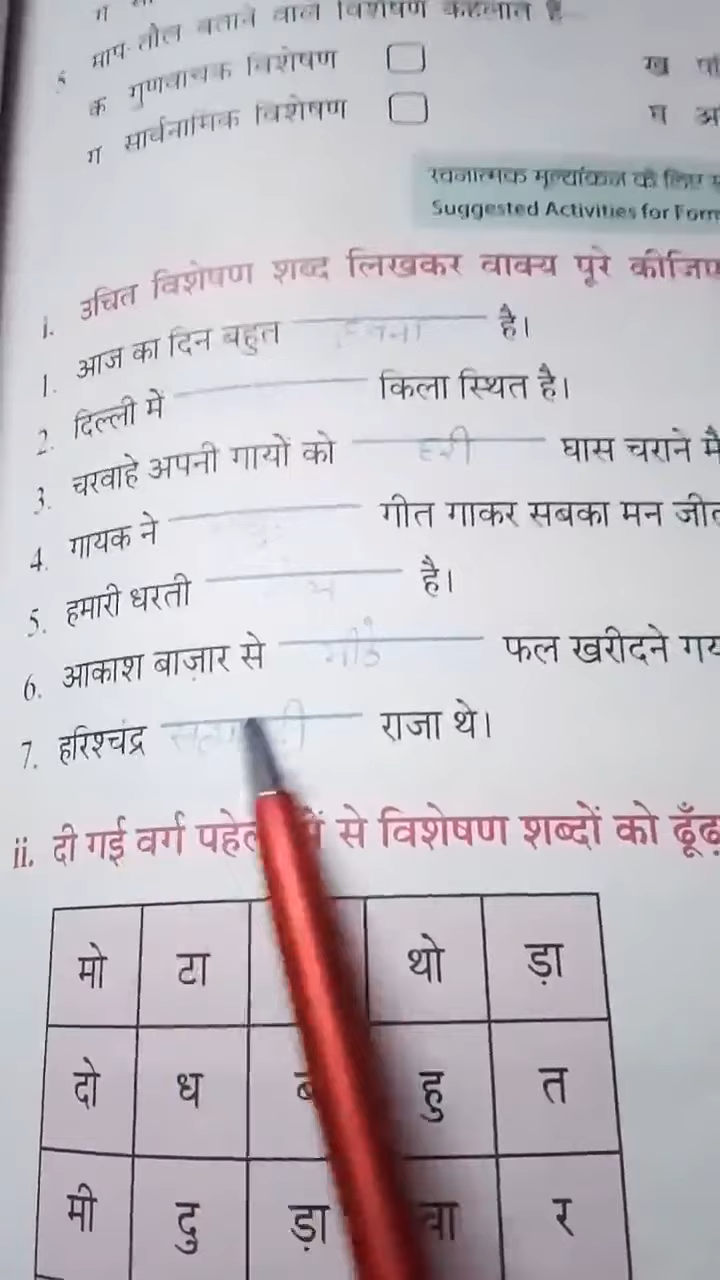 ग
5 माप-तौल बताने वाले विशेषण कहलाते हैं
क गुणवाचक विशेषण ख
ग सार्वनामिक विशेषण घ
रचनात्मक मूल्यांकन के लिए
Suggested Activities for Form
i. उचित विशेषण शब्द लिखकर वाक्य पूरे कीजिए
1. आज का दिन बहुत है।
2. दिल्ली में किला स्थित है।
3. चरवाहे अपनी गायों को हरी घास चराने
4. गायक ने गीत गाकर सबका मन जीत
5. हमारी धरती है।
6. आकाश बाज़ार से मीठे फल खरीदने
7. हरिश्चंद्र राजा थे।
ii. दी गई वर्ग से विशेषण शब्दों को ढूँढ़
मो टा थो ड़ा
दो ध हु त
मी दु ड़ा र